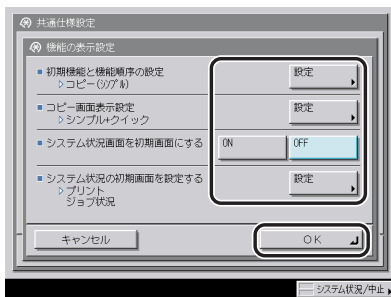 共通仕様設定
機能の表示設定
初期機能と機能順序の設定
コピー(ｼﾝﾌﾟﾙ)
設定
コピー画面表示設定
シンプル+クイック
設定
システム状況画面を初期画面にする
ON
OFF
システム状況の初期画面を設定する
プリント
ジョブ状況
設定
キャンセル
OK
システム状況/中止